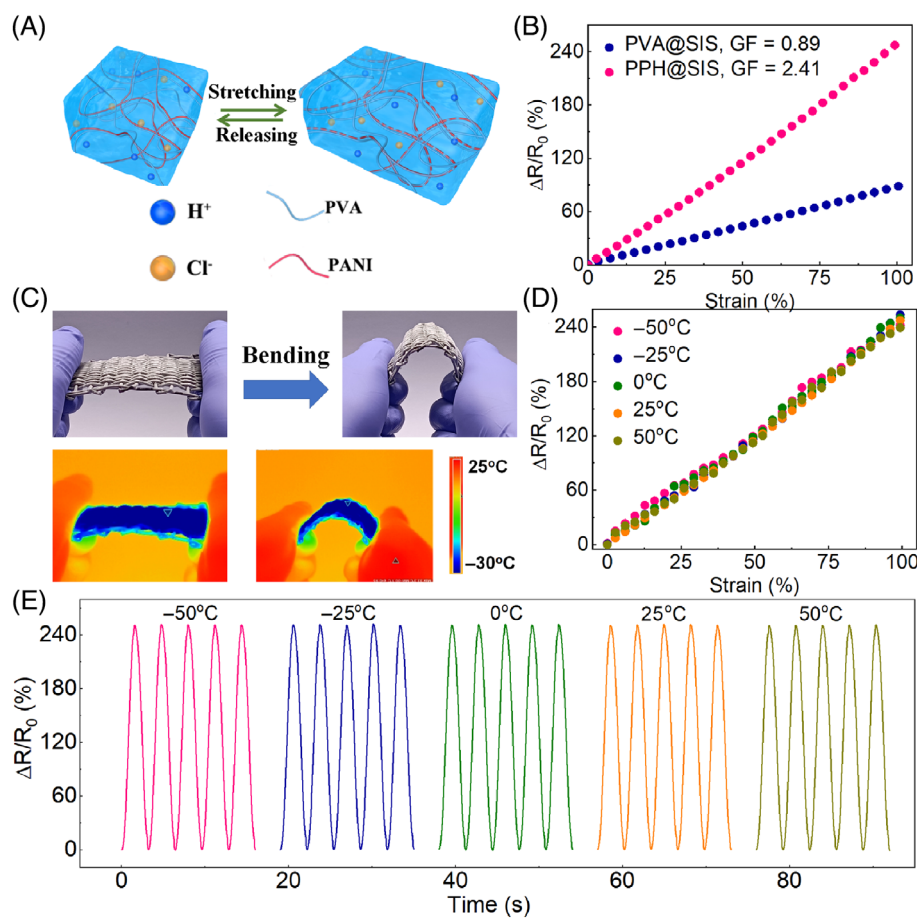 (A)
Stretching
Releasing
H⁺
PVA
Cl⁻
PANI
(B)
240
180
120
60
0
ΔR/R₀ (%)
PVA@SIS, GF = 0.89
PPH@SIS, GF = 2.41
0 25 50 75 100
Strain (%)
(C)
Bending
25°C
–30°C
(D)
240
180
120
60
0
ΔR/R₀ (%)
–50°C
–25°C
0°C
25°C
50°C
0 25 50 75 100
Strain (%)
(E)
240
180
120
60
0
ΔR/R₀ (%)
–50°C –25°C 0°C 25°C 50°C
0 20 40 60 80
Time (s)